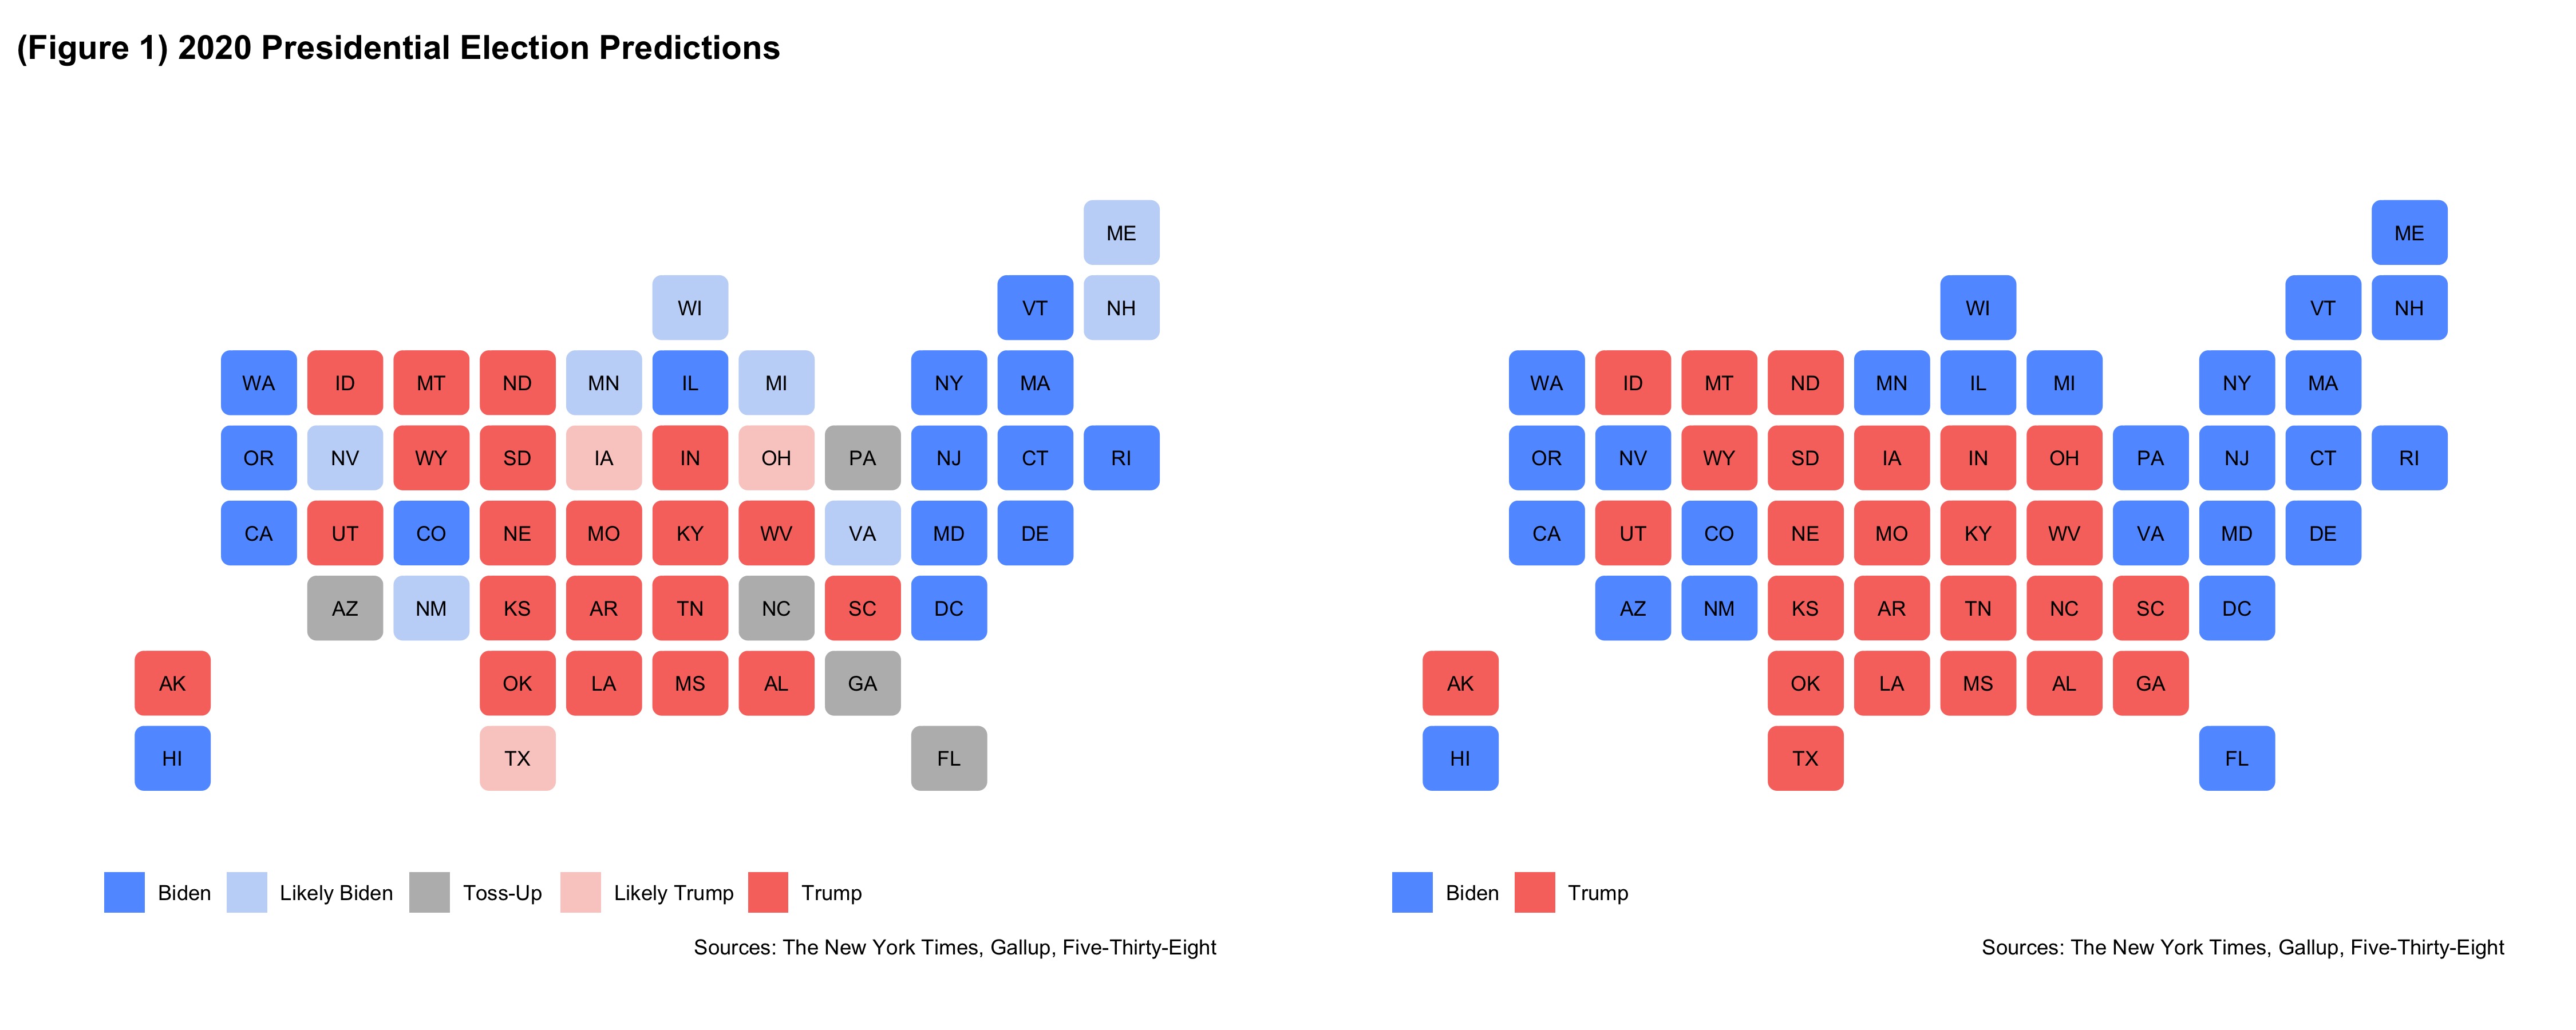 (Figure 1) 2020 Presidential Election Predictions
ME
WI VT NH
WA ID MT ND MN IL MI NY MA
OR NV WY SD IA IN OH PA NJ CT RI
CA UT CO NE MO KY WV VA MD DE
AZ NM KS AR TN NC SC DC
AK OK LA MS AL GA
HI TX FL
Biden Likely Biden Toss-Up Likely Trump Trump
Sources: The New York Times, Gallup, Five-Thirty-Eight
ME
WI VT NH
WA ID MT ND MN IL MI NY MA
OR NV WY SD IA IN OH PA NJ CT RI
CA UT CO NE MO KY WV VA MD DE
AZ NM KS AR TN NC SC DC
AK OK LA MS AL GA
HI TX FL
Biden Trump
Sources: The New York Times, Gallup, Five-Thirty-Eight